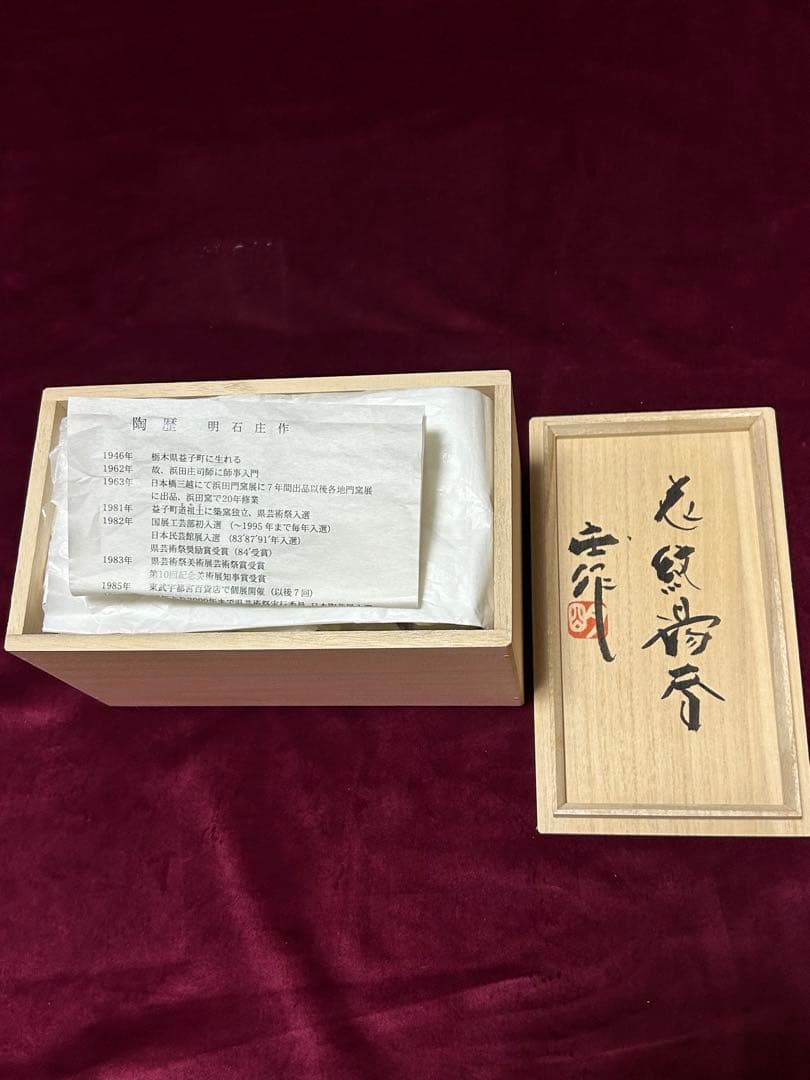 陶歴 明石庄作
1946年 栃木県益子町に生れる
1962年 故、浜田庄司師に師事入門
1963年 日本橋三越にて浜田門窯展に７年間出品以後各地門窯展
に出品、浜田窯で20年修業
1981年 益子町道祖土に築窯独立、県芸術祭入選
1982年 国展工芸部初入選 （～1995年まで毎年入選）
日本民芸館展入選 （83'87'91'年入選）
県芸術祭奨励賞受賞（84'受賞）
1983年 県芸術祭美術展芸術祭賞受賞
第10回記念美術展知事賞受賞
1985年 東武宇都宮百貨店で個展開催（以後７回）
花紋湯呑
庄作